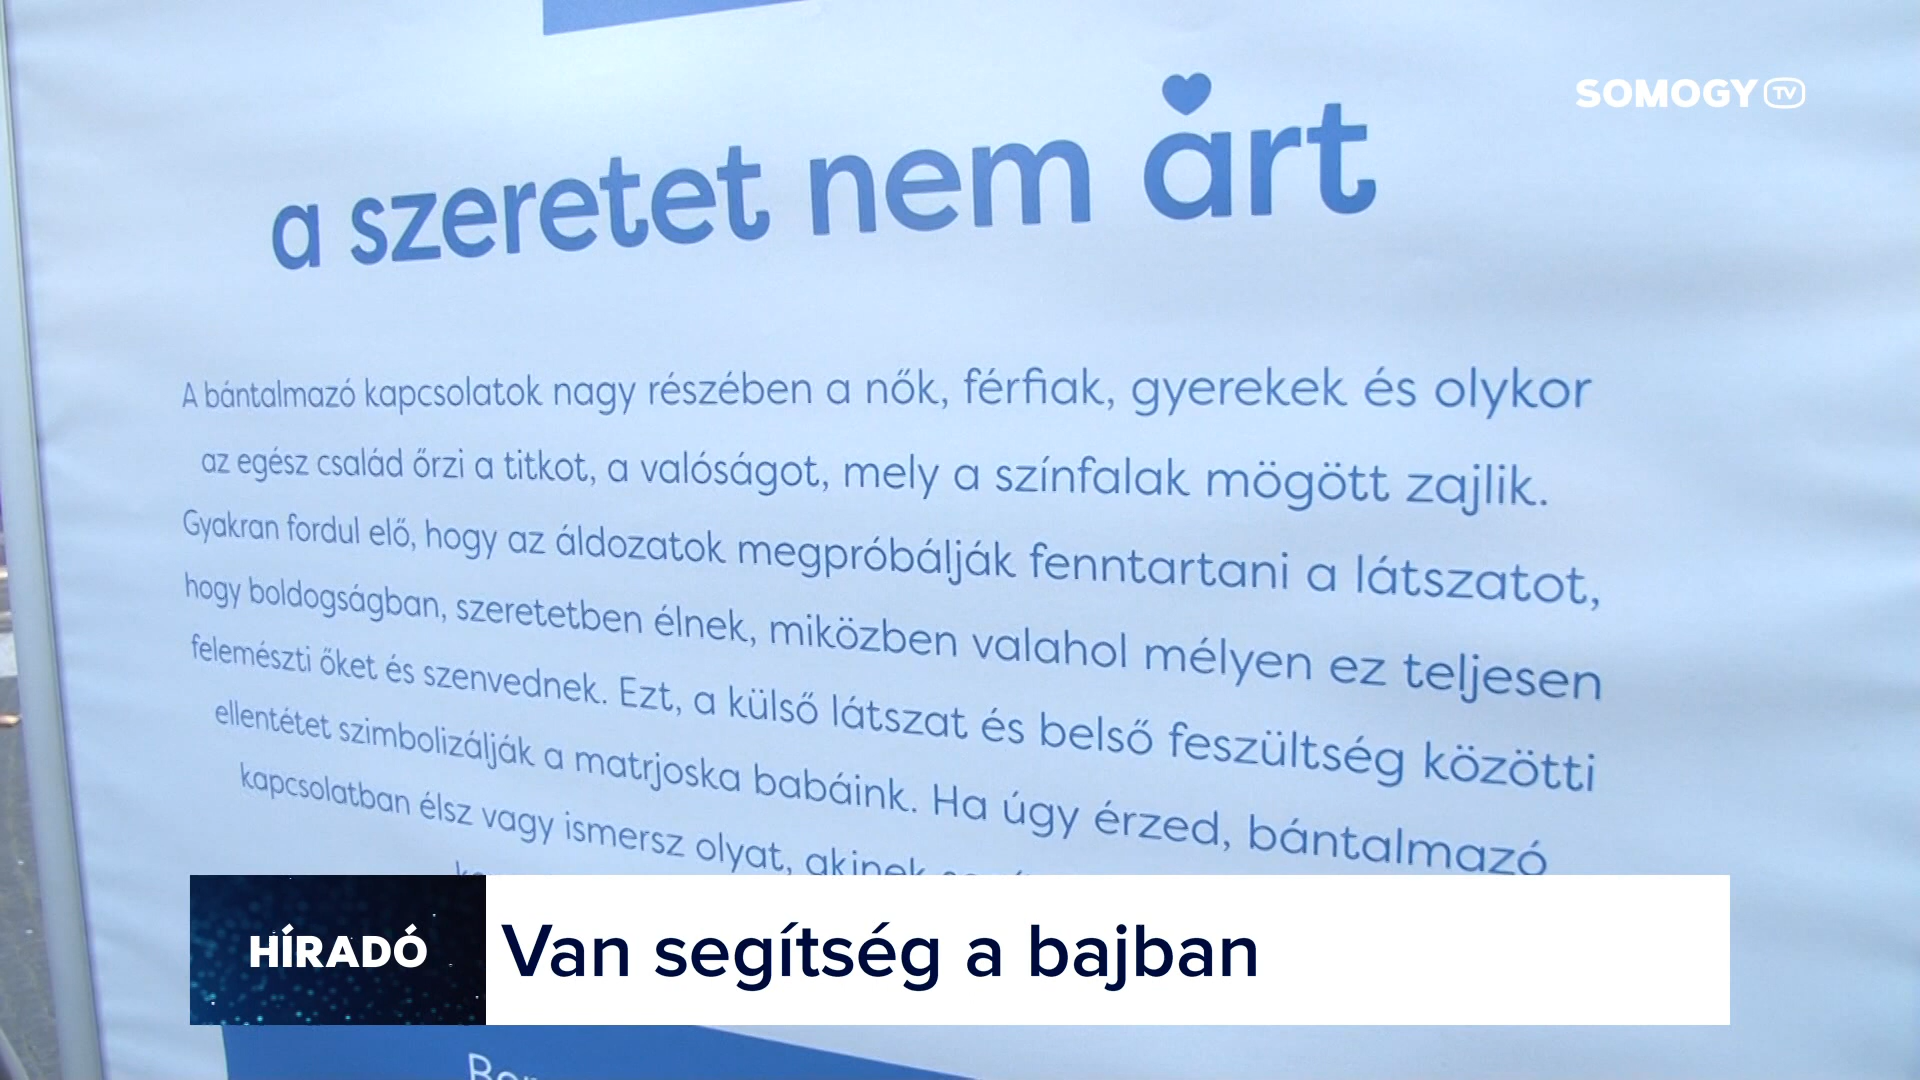 SOMOGY TV
a szeretet nem árt
A bántalmazó kapcsolatok nagy részében a nők, férfiak, gyerekek és olykor
az egész család őrzi a titkot, a valóságot, mely a színfalak mögött zajlik.
Gyakran fordul elő, hogy az áldozatok megpróbálják fenntartani a látszatot,
hogy boldogságban, szeretetben élnek, miközben valahol mélyen ez teljesen
felemészti őket és szenvednek. Ezt, a külső látszat és belső feszültség közötti
ellentétet szimbolizálják a matrjoska babáink. Ha úgy érzed, bántalmazó
kapcsolatban élsz vagy ismersz olyat, akinek
HÍRADÓ
Van segítség a bajban